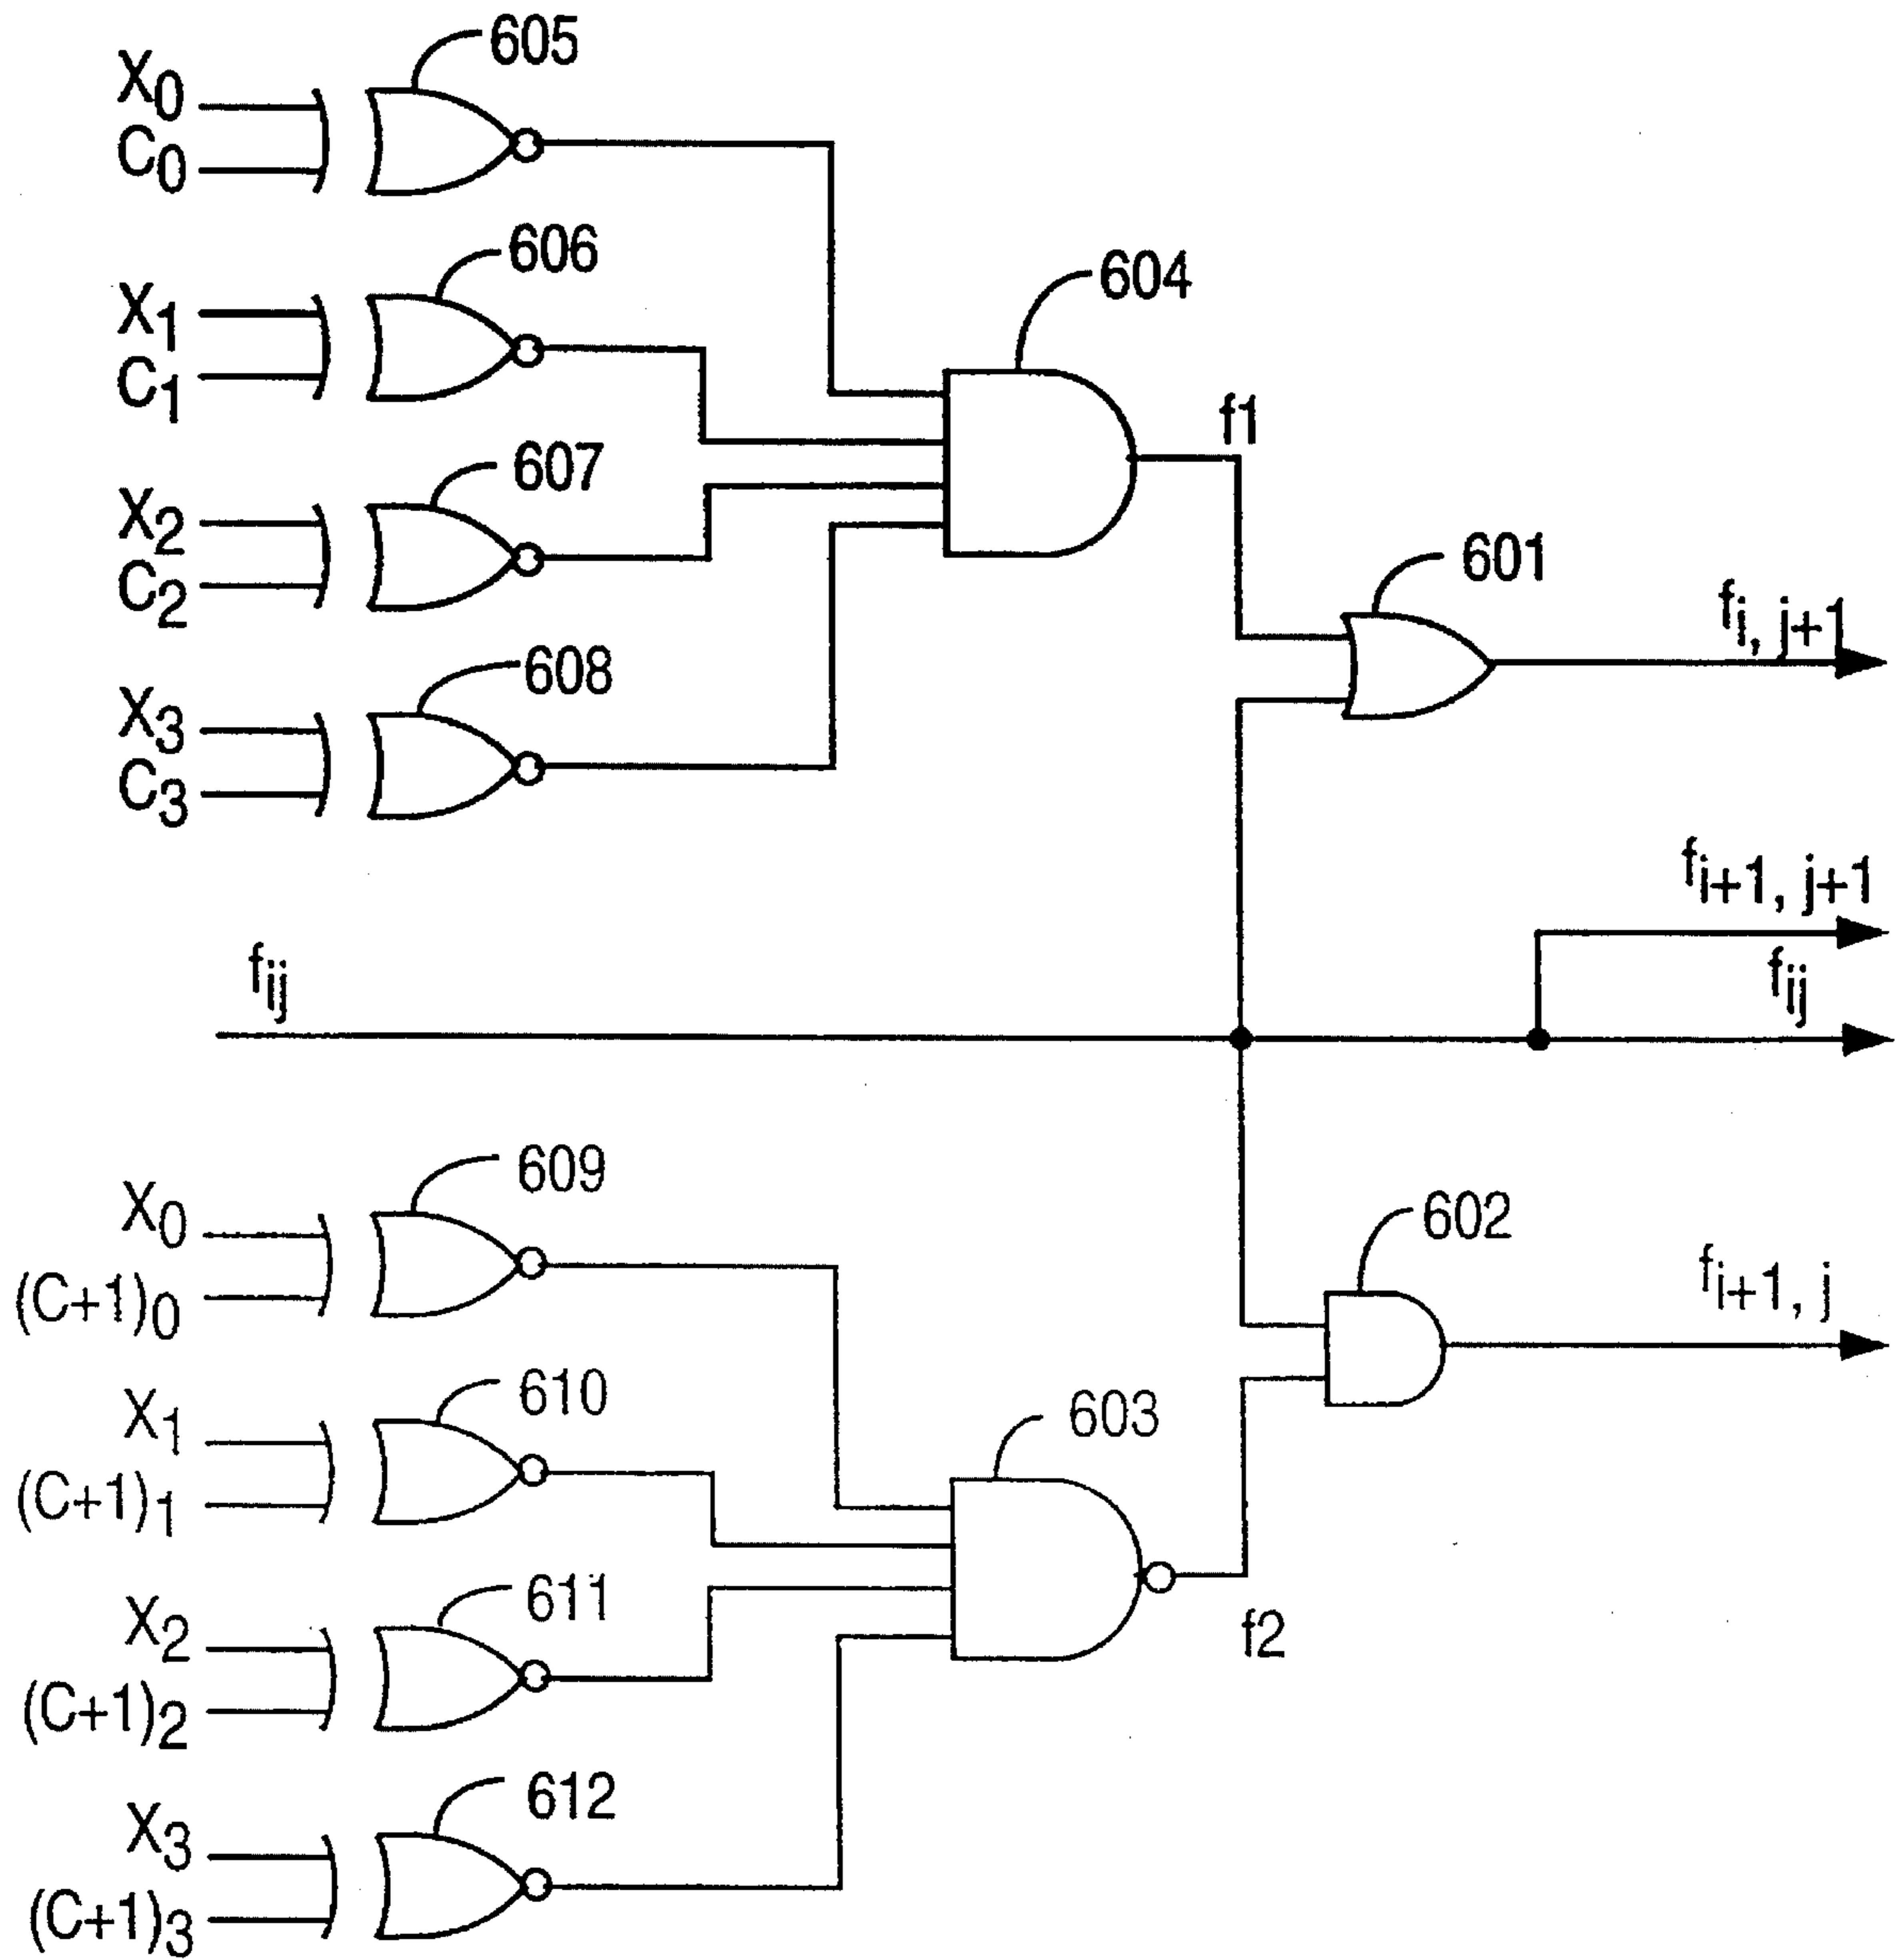 605
X0
C0
606
X1
C1
604
f1
607
X2
C2
601
fi, j+1
608
X3
C3
fi+1, j+1
fij
fij
609
X0
(C+1)0
602
fi+1, j
610
X1
(C+1)1
603
611
X2
(C+1)2
f2
612
X3
(C+1)3